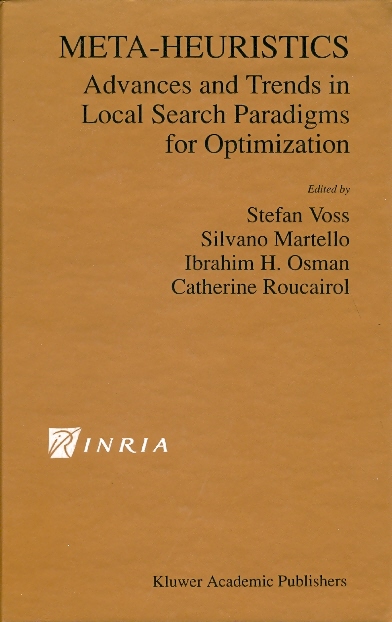 META-HEURISTICS
Advances and Trends in
Local Search Paradigms
for Optimization
Edited by
Stefan Voss
Silvano Martello
Ibrahim H. Osman
Catherine Roucairol
INRIA
Kluwer Academic Publishers